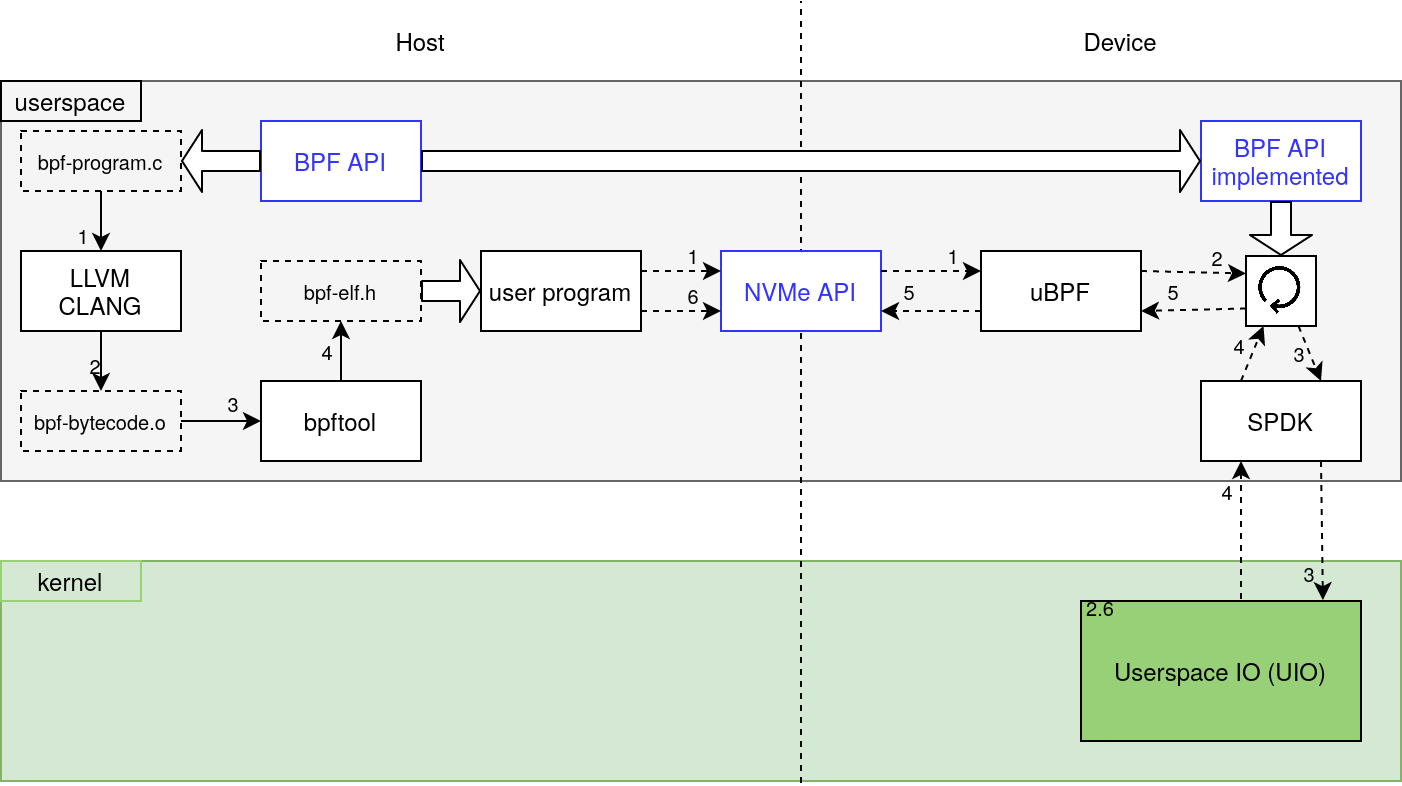 Host
Device
userspace
bpf-program.c
BPF API
BPF API
implemented
1
LLVM
CLANG
bpf-elf.h
user program
1
6
NVMe API
1
5
uBPF
2
5
4
3
2
4
bpf-bytecode.o
3
bpftool
SPDK
4
3
kernel
2.6
Userspace IO (UIO)